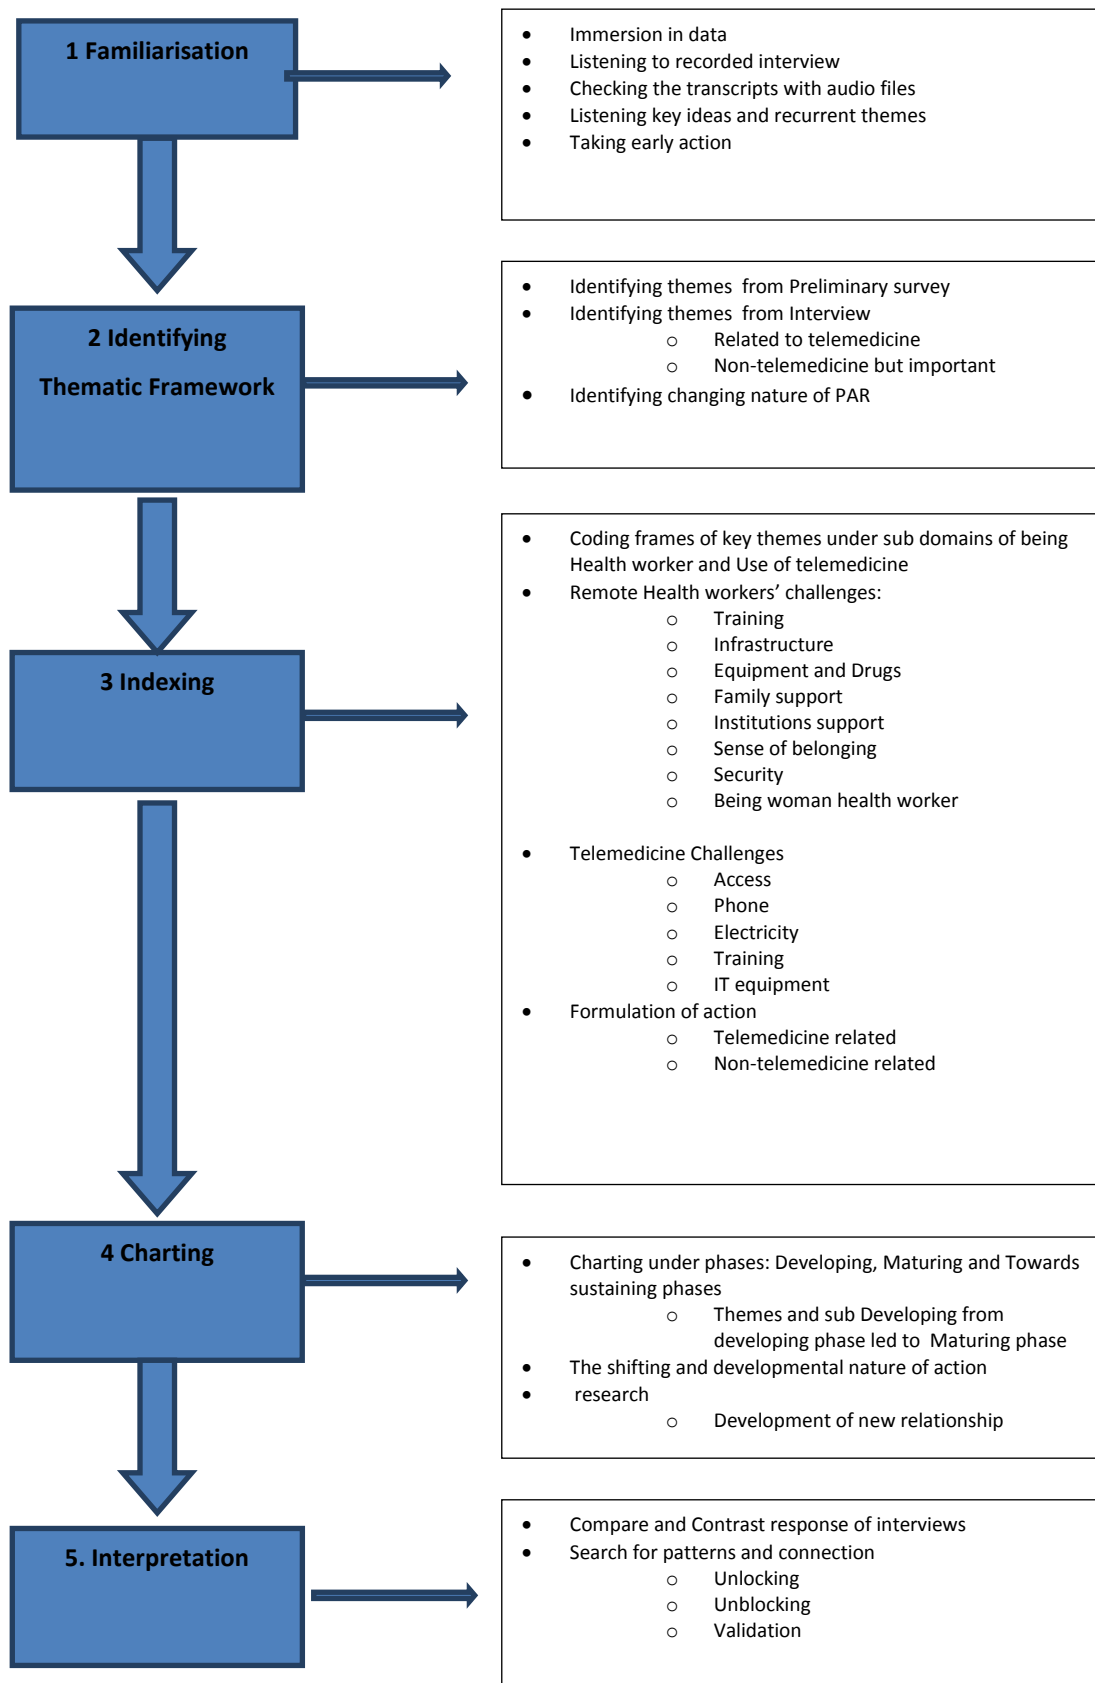 1 Familiarisation
• Immersion in data
• Listening to recorded interview
• Checking the transcripts with audio files
• Listening key ideas and recurrent themes
• Taking early action
2 Identifying
Thematic Framework
• Identifying themes from Preliminary survey
• Identifying themes from Interview
o Related to telemedicine
o Non-telemedicine but important
• Identifying changing nature of PAR
3 Indexing
• Coding frames of key themes under sub domains of being
Health worker and Use of telemedicine
• Remote Health workers’ challenges:
o Training
o Infrastructure
o Equipment and Drugs
o Family support
o Institutions support
o Sense of belonging
o Security
o Being woman health worker
• Telemedicine Challenges
o Access
o Phone
o Electricity
o Training
o IT equipment
• Formulation of action
o Telemedicine related
o Non-telemedicine related
4 Charting
• Charting under phases: Developing, Maturing and Towards
sustaining phases
o Themes and sub Developing from
developing phase led to Maturing phase
• The shifting and developmental nature of action
• research
o Development of new relationship
5. Interpretation
• Compare and Contrast response of interviews
• Search for patterns and connection
o Unlocking
o Unblocking
o Validation